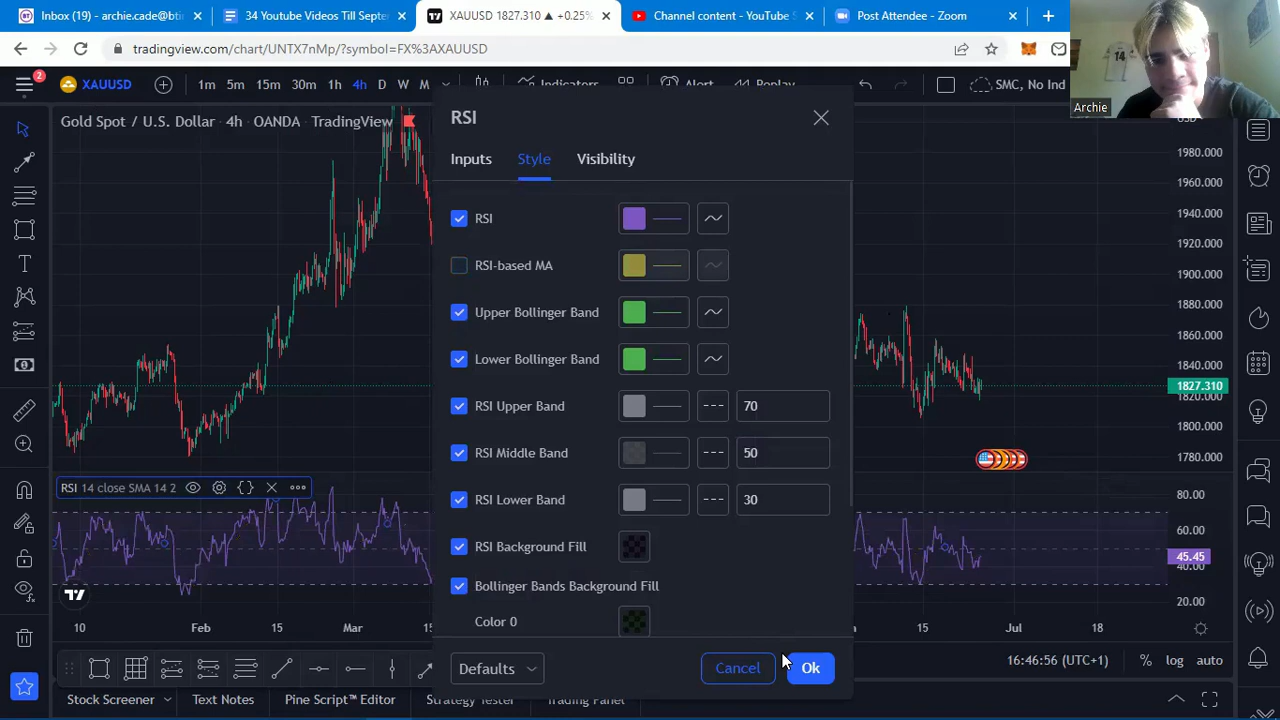 Inbox (19) - archie.cade@bti
34 Youtube Videos Till Septe
XAUUSD 1827.310 ▲ +0.25%
Channel content - YouTube S
Post Attendee - Zoom
tradingview.com/chart/UNTX7nMp/?symbol=FX%3AXAUUSD
2
XAUUSD
1m 5m 15m 30m 1h 4h D W M
Indicators
Alert
Replay
SMC, No Ind
14
Archie
Gold Spot / U.S. Dollar · 4h · OANDA · TradingView
RSI
Inputs
Style
Visibility
RSI
RSI-based MA
Upper Bollinger Band
Lower Bollinger Band
RSI Upper Band
70
RSI Middle Band
50
RSI Lower Band
30
RSI Background Fill
Bollinger Bands Background Fill
Color 0
Defaults
Cancel
Ok
1980.000
1960.000
1940.000
1920.000
1900.000
1880.000
1860.000
1840.000
1827.310
1820.000
1800.000
1780.000
RSI 14 close SMA 14 2
80.00
60.00
45.45
40.00
20.00
10
Feb
15
Mar
15
Jul
18
16:46:56 (UTC+1)
%
log
auto
Stock Screener
Text Notes
Pine Script™ Editor
Strategy Tester
Trading Panel